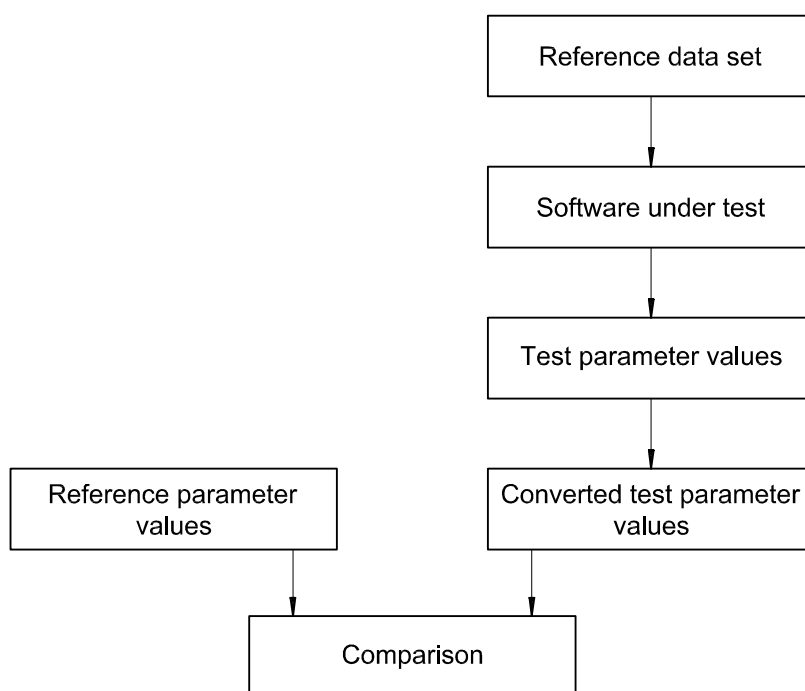 Reference data set
Software under test
Test parameter values
Reference parameter
values
Converted test parameter
values
Comparison